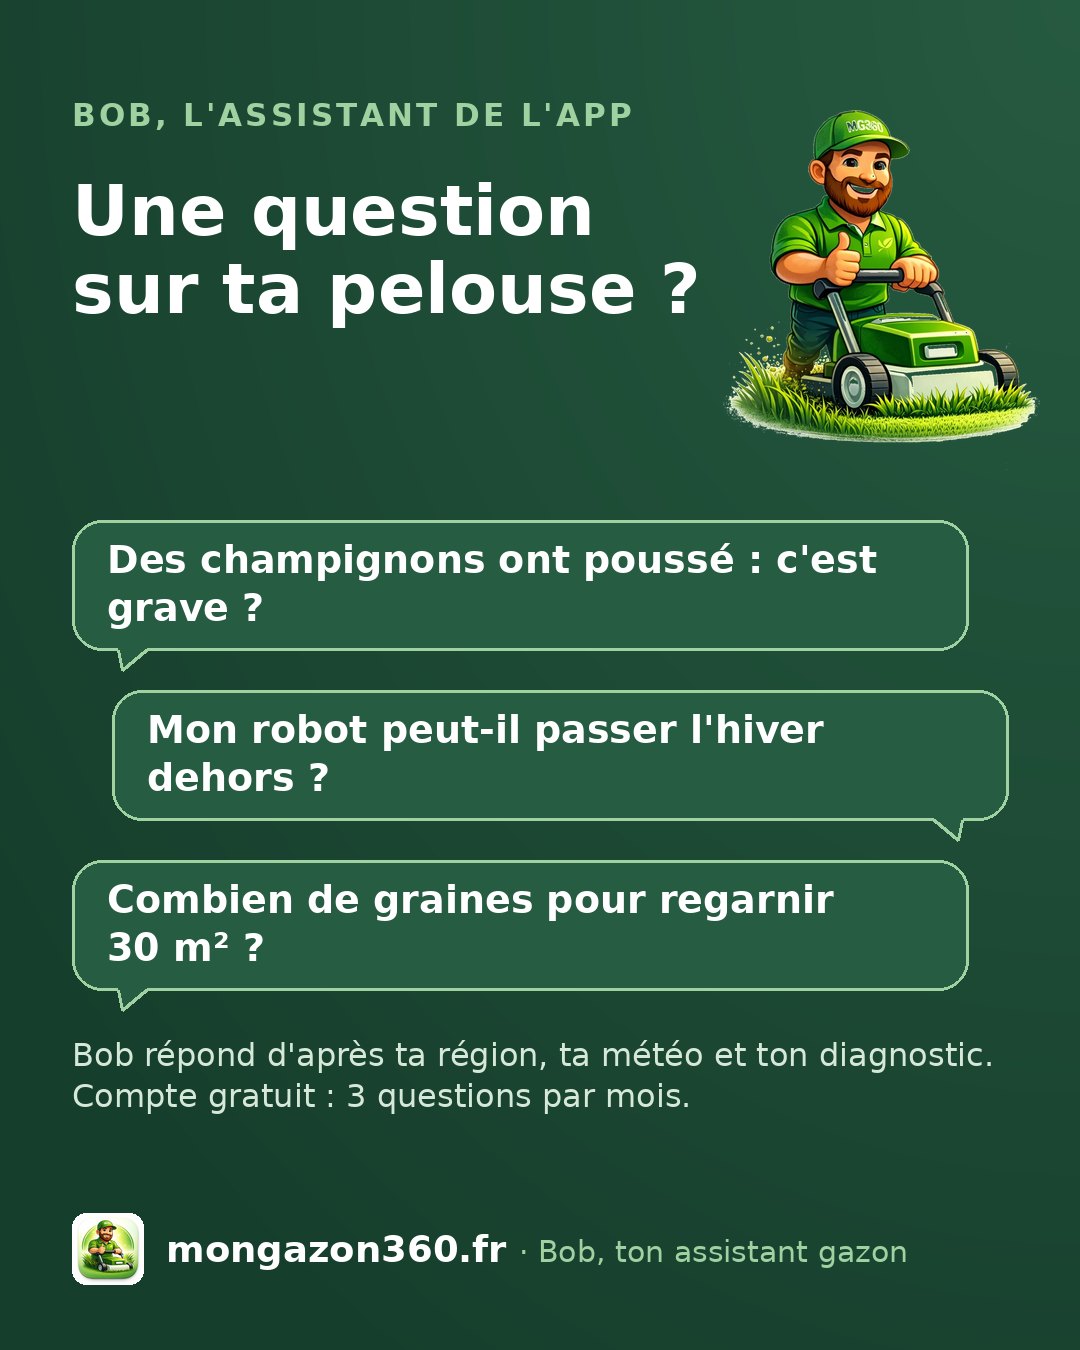 BOB, L'ASSISTANT DE L'APP
MG360
Une question
sur ta pelouse ?
Des champignons ont poussé : c'est
grave ?
Mon robot peut-il passer l'hiver
dehors ?
Combien de graines pour regarnir
30 m² ?
Bob répond d'après ta région, ta météo et ton diagnostic.
Compte gratuit : 3 questions par mois.
mongazon360.fr · Bob, ton assistant gazon